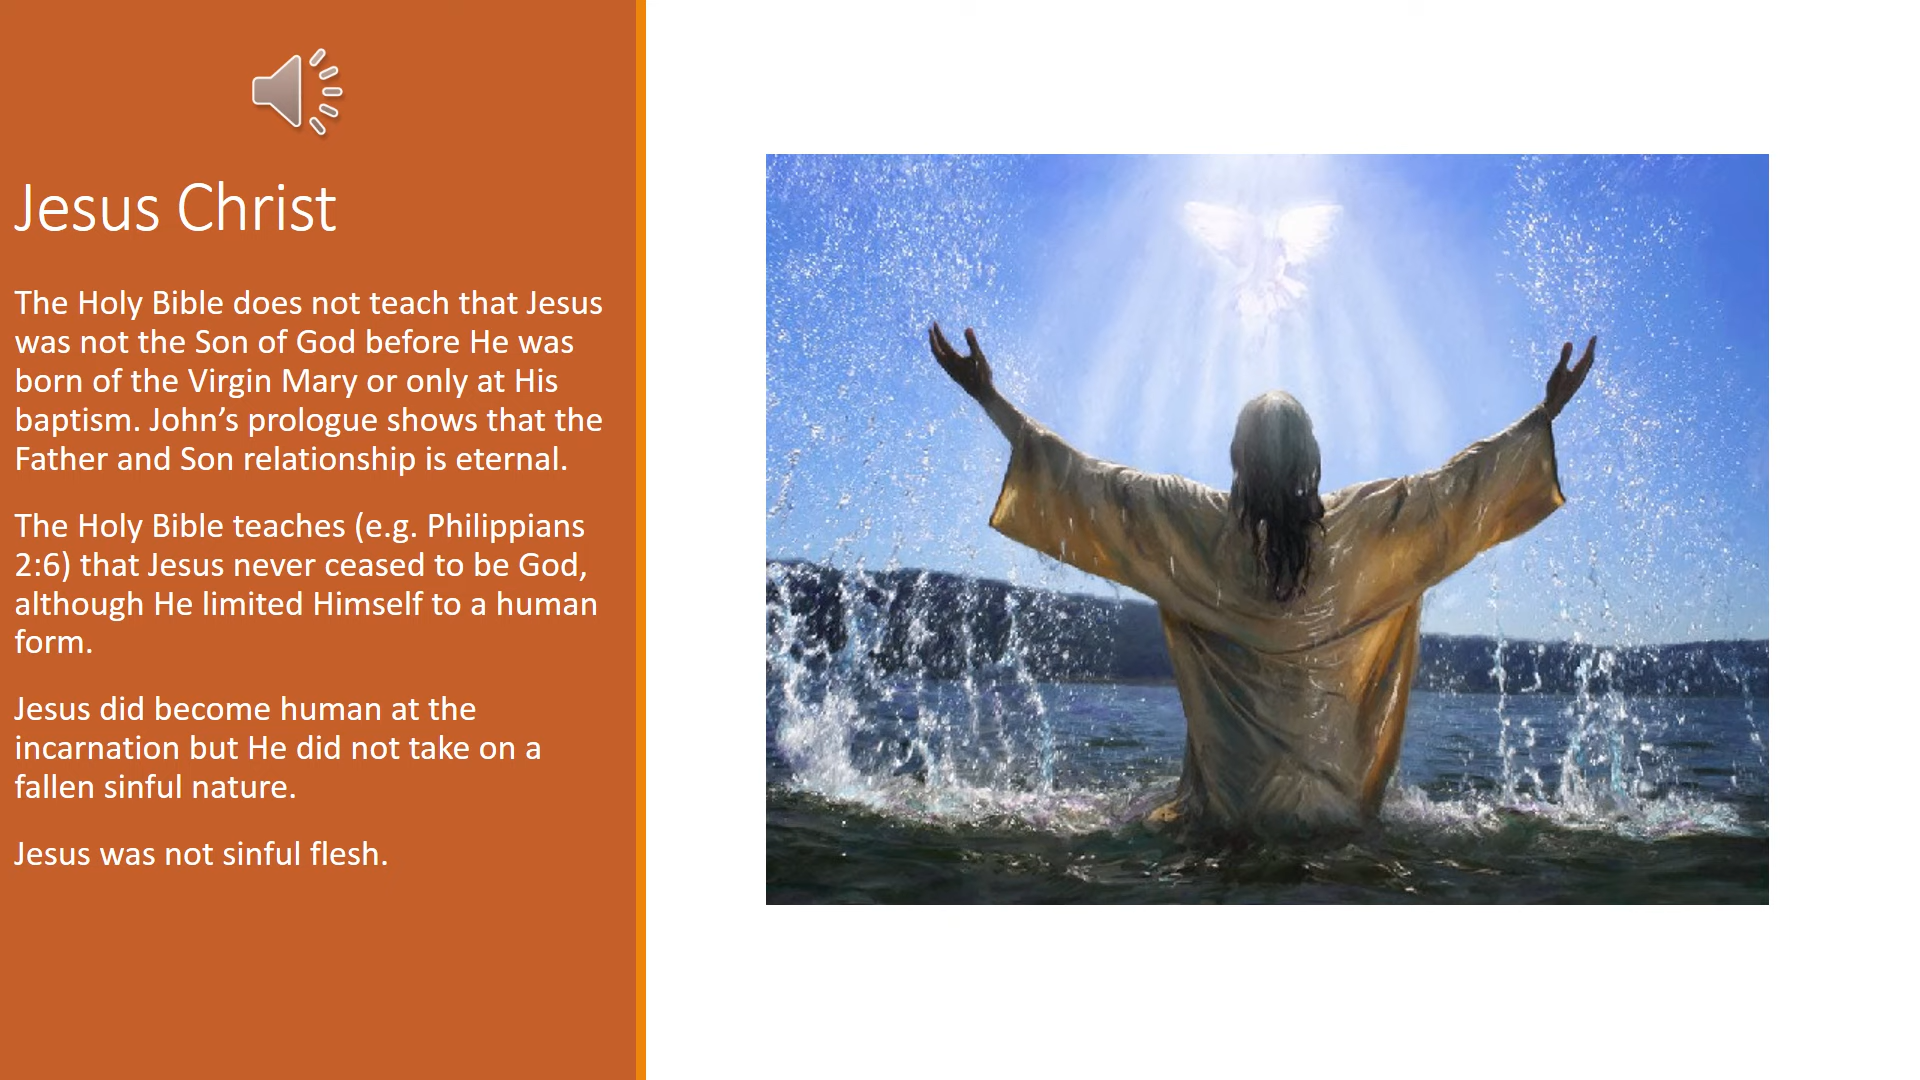 Jesus Christ
The Holy Bible does not teach that Jesus
was not the Son of God before He was
born of the Virgin Mary or only at His
baptism. John’s prologue shows that the
Father and Son relationship is eternal.
The Holy Bible teaches (e.g. Philippians
2:6) that Jesus never ceased to be God,
although He limited Himself to a human
form.
Jesus did become human at the
incarnation but He did not take on a
fallen sinful nature.
Jesus was not sinful flesh.